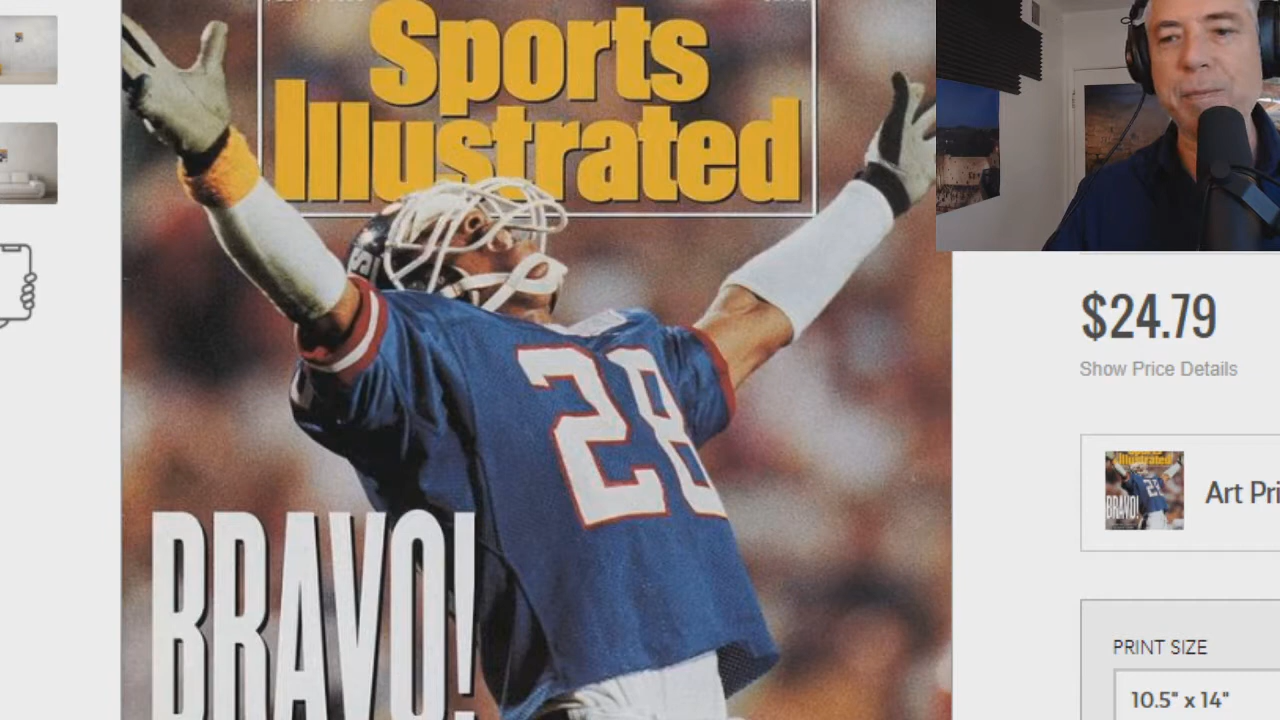 Sports
Illustrated
28
BRAVO!
$24.79
Show Price Details
Art Pri
PRINT SIZE
10.5" x 14"